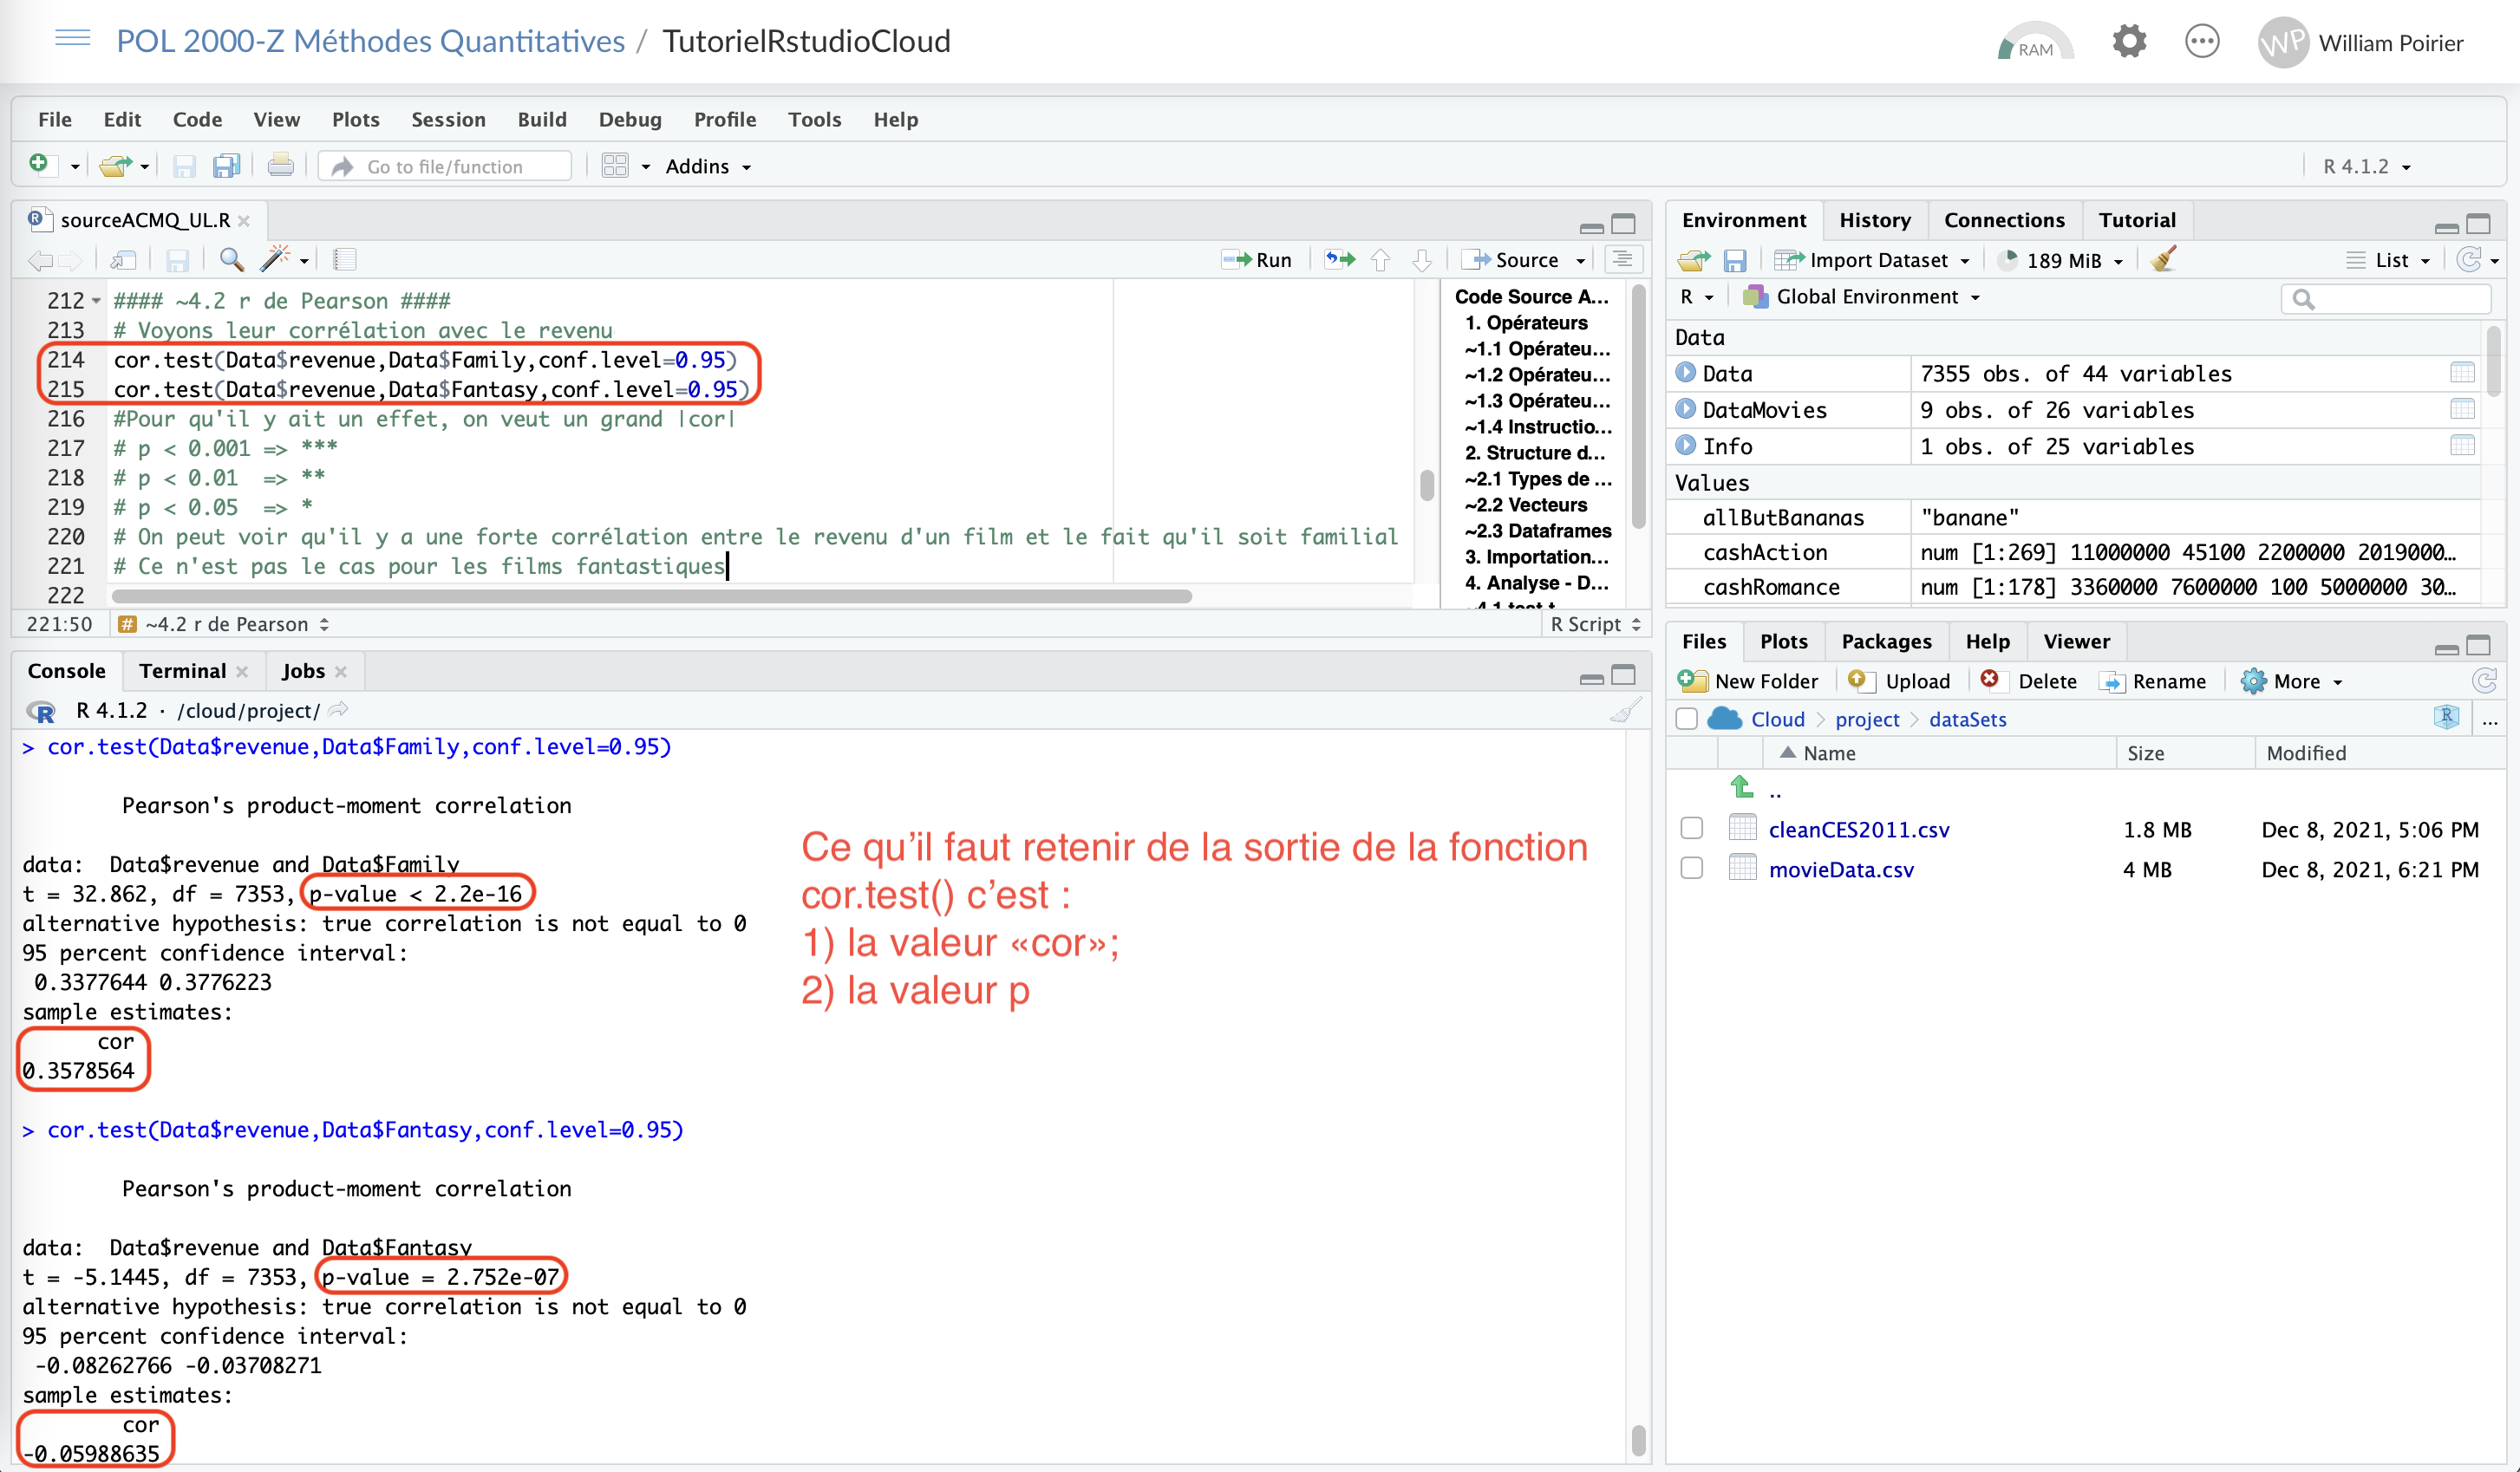 POL 2000-Z Méthodes Quantitatives / TutorielRstudioCloud
RAM
WP William Poirier
File Edit Code View Plots Session Build Debug Profile Tools Help
Go to file/function
Addins
R 4.1.2
sourceACMQ_UL.R
Run
Source
212 #### ~4.2 r de Pearson ####
213 # Voyons leur corrélation avec le revenu
214 cor.test(Data$revenue,Data$Family,conf.level=0.95)
215 cor.test(Data$revenue,Data$Fantasy,conf.level=0.95)
216 #Pour qu'il y ait un effet, on veut un grand |cor|
217 # p < 0.001 => ***
218 # p < 0.01  => **
219 # p < 0.05  => *
220 # On peut voir qu'il y a une forte corrélation entre le revenu d'un film et le fait qu'il soit familial
221 # Ce n'est pas le cas pour les films fantastiques
222
Code Source A...
1. Opérateurs
~1.1 Opérateu...
~1.2 Opérateu...
~1.3 Opérateu...
~1.4 Instructio...
2. Structure d...
~2.1 Types de ...
~2.2 Vecteurs
~2.3 Dataframes
3. Importation...
4. Analyse - D...
~4.1 test t
221:50 # ~4.2 r de Pearson
R Script
Console Terminal Jobs
R 4.1.2 · /cloud/project/
> cor.test(Data$revenue,Data$Family,conf.level=0.95)
Pearson's product-moment correlation
data:  Data$revenue and Data$Family
t = 32.862, df = 7353, p-value < 2.2e-16
alternative hypothesis: true correlation is not equal to 0
95 percent confidence interval:
0.3377644 0.3776223
sample estimates:
cor
0.3578564
> cor.test(Data$revenue,Data$Fantasy,conf.level=0.95)
Pearson's product-moment correlation
data:  Data$revenue and Data$Fantasy
t = -5.1445, df = 7353, p-value = 2.752e-07
alternative hypothesis: true correlation is not equal to 0
95 percent confidence interval:
-0.08262766 -0.03708271
sample estimates:
cor
-0.05988635
Ce qu'il faut retenir de la sortie de la fonction
cor.test() c'est :
1) la valeur «cor»;
2) la valeur p
Environment History Connections Tutorial
Import Dataset
189 MiB
List
R Global Environment
Data
Data 7355 obs. of 44 variables
DataMovies 9 obs. of 26 variables
Info 1 obs. of 25 variables
Values
allButBananas "banane"
cashAction num [1:269] 11000000 45100 2200000 2019000…
cashRomance num [1:178] 3360000 7600000 100 5000000 30…
Files Plots Packages Help Viewer
New Folder Upload Delete Rename More
Cloud > project > dataSets
R ...
Name Size Modified
..
cleanCES2011.csv 1.8 MB Dec 8, 2021, 5:06 PM
movieData.csv 4 MB Dec 8, 2021, 6:21 PM